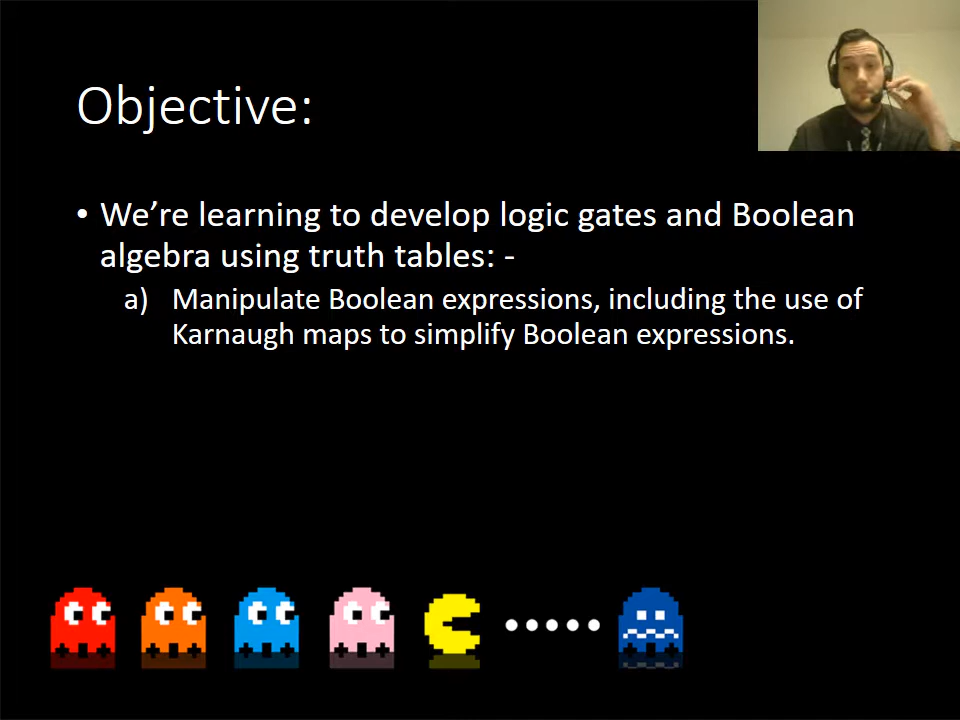 Objective:
• We’re learning to develop logic gates and Boolean
algebra using truth tables: -
a) Manipulate Boolean expressions, including the use of
Karnaugh maps to simplify Boolean expressions.